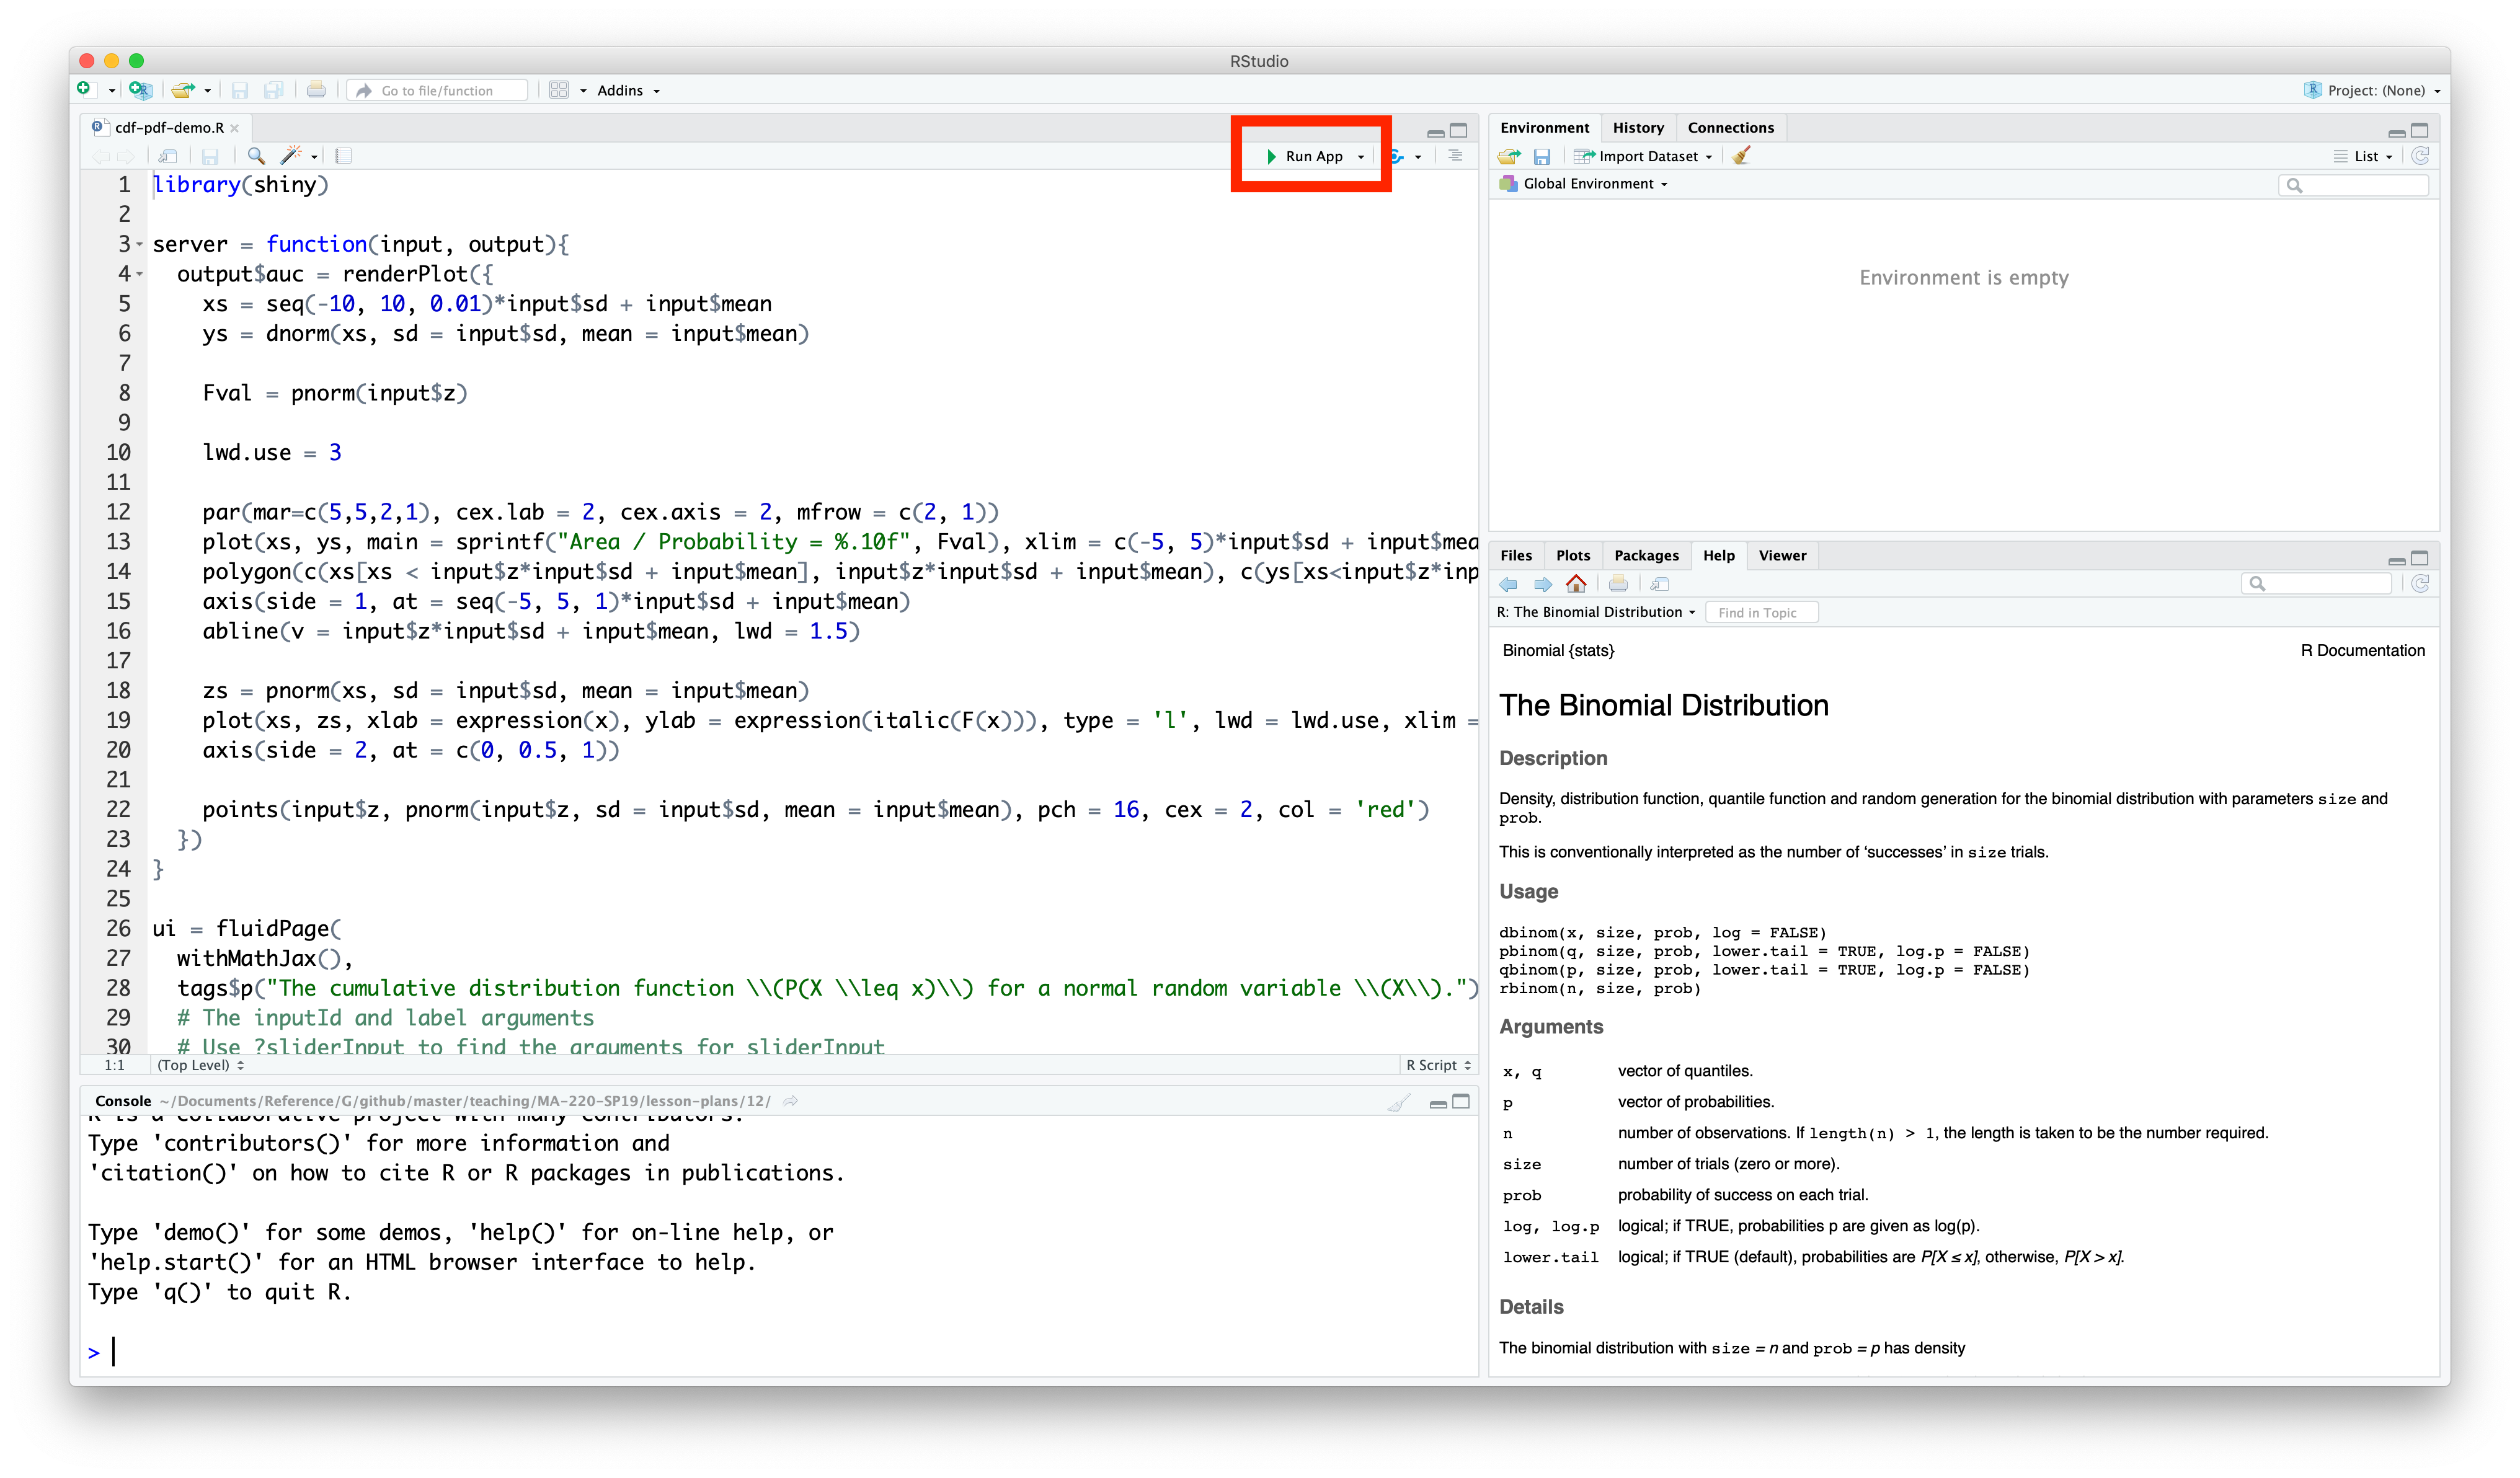 RStudio
Go to file/function
Addins
Project: (None)
cdf-pdf-demo.R
Run App
1 library(shiny)
2
3 server = function(input, output){
4   output$auc = renderPlot({
5     xs = seq(-10, 10, 0.01)*input$sd + input$mean
6     ys = dnorm(xs, sd = input$sd, mean = input$mean)
7
8     Fval = pnorm(input$z)
9
10     lwd.use = 3
11
12     par(mar=c(5,5,2,1), cex.lab = 2, cex.axis = 2, mfrow = c(2, 1))
13     plot(xs, ys, main = sprintf("Area / Probability = %.10f", Fval), xlim = c(-5, 5)*input$sd + input$mea
14     polygon(c(xs[xs < input$z*input$sd + input$mean], input$z*input$sd + input$mean), c(ys[xs<input$z*inp
15     axis(side = 1, at = seq(-5, 5, 1)*input$sd + input$mean)
16     abline(v = input$z*input$sd + input$mean, lwd = 1.5)
17
18     zs = pnorm(xs, sd = input$sd, mean = input$mean)
19     plot(xs, zs, xlab = expression(x), ylab = expression(italic(F(x))), type = 'l', lwd = lwd.use, xlim =
20     axis(side = 2, at = c(0, 0.5, 1))
21
22     points(input$z, pnorm(input$z, sd = input$sd, mean = input$mean), pch = 16, cex = 2, col = 'red')
23   })
24 }
25
26 ui = fluidPage(
27   withMathJax(),
28   tags$p("The cumulative distribution function \\(P(X \\leq x)\\) for a normal random variable \\(X\\).")
29   # The inputId and label arguments
30   # Use ?sliderInput to find the arguments for sliderInput
1:1 (Top Level) R Script
Console ~/Documents/Reference/G/github/master/teaching/MA-220-SP19/lesson-plans/12/
R is a collaborative project with many contributors.
Type 'contributors()' for more information and
'citation()' on how to cite R or R packages in publications.
Type 'demo()' for some demos, 'help()' for on-line help, or
'help.start()' for an HTML browser interface to help.
Type 'q()' to quit R.
>
Environment History Connections
Import Dataset List
Global Environment
Environment is empty
Files Plots Packages Help Viewer
R: The Binomial Distribution Find in Topic
Binomial {stats} R Documentation
The Binomial Distribution
Description
Density, distribution function, quantile function and random generation for the binomial distribution with parameters size and
prob.
This is conventionally interpreted as the number of ‘successes’ in size trials.
Usage
dbinom(x, size, prob, log = FALSE)
pbinom(q, size, prob, lower.tail = TRUE, log.p = FALSE)
qbinom(p, size, prob, lower.tail = TRUE, log.p = FALSE)
rbinom(n, size, prob)
Arguments
x, q vector of quantiles.
p vector of probabilities.
n number of observations. If length(n) > 1, the length is taken to be the number required.
size number of trials (zero or more).
prob probability of success on each trial.
log, log.p logical; if TRUE, probabilities p are given as log(p).
lower.tail logical; if TRUE (default), probabilities are P[X ≤ x], otherwise, P[X > x].
Details
The binomial distribution with size = n and prob = p has density